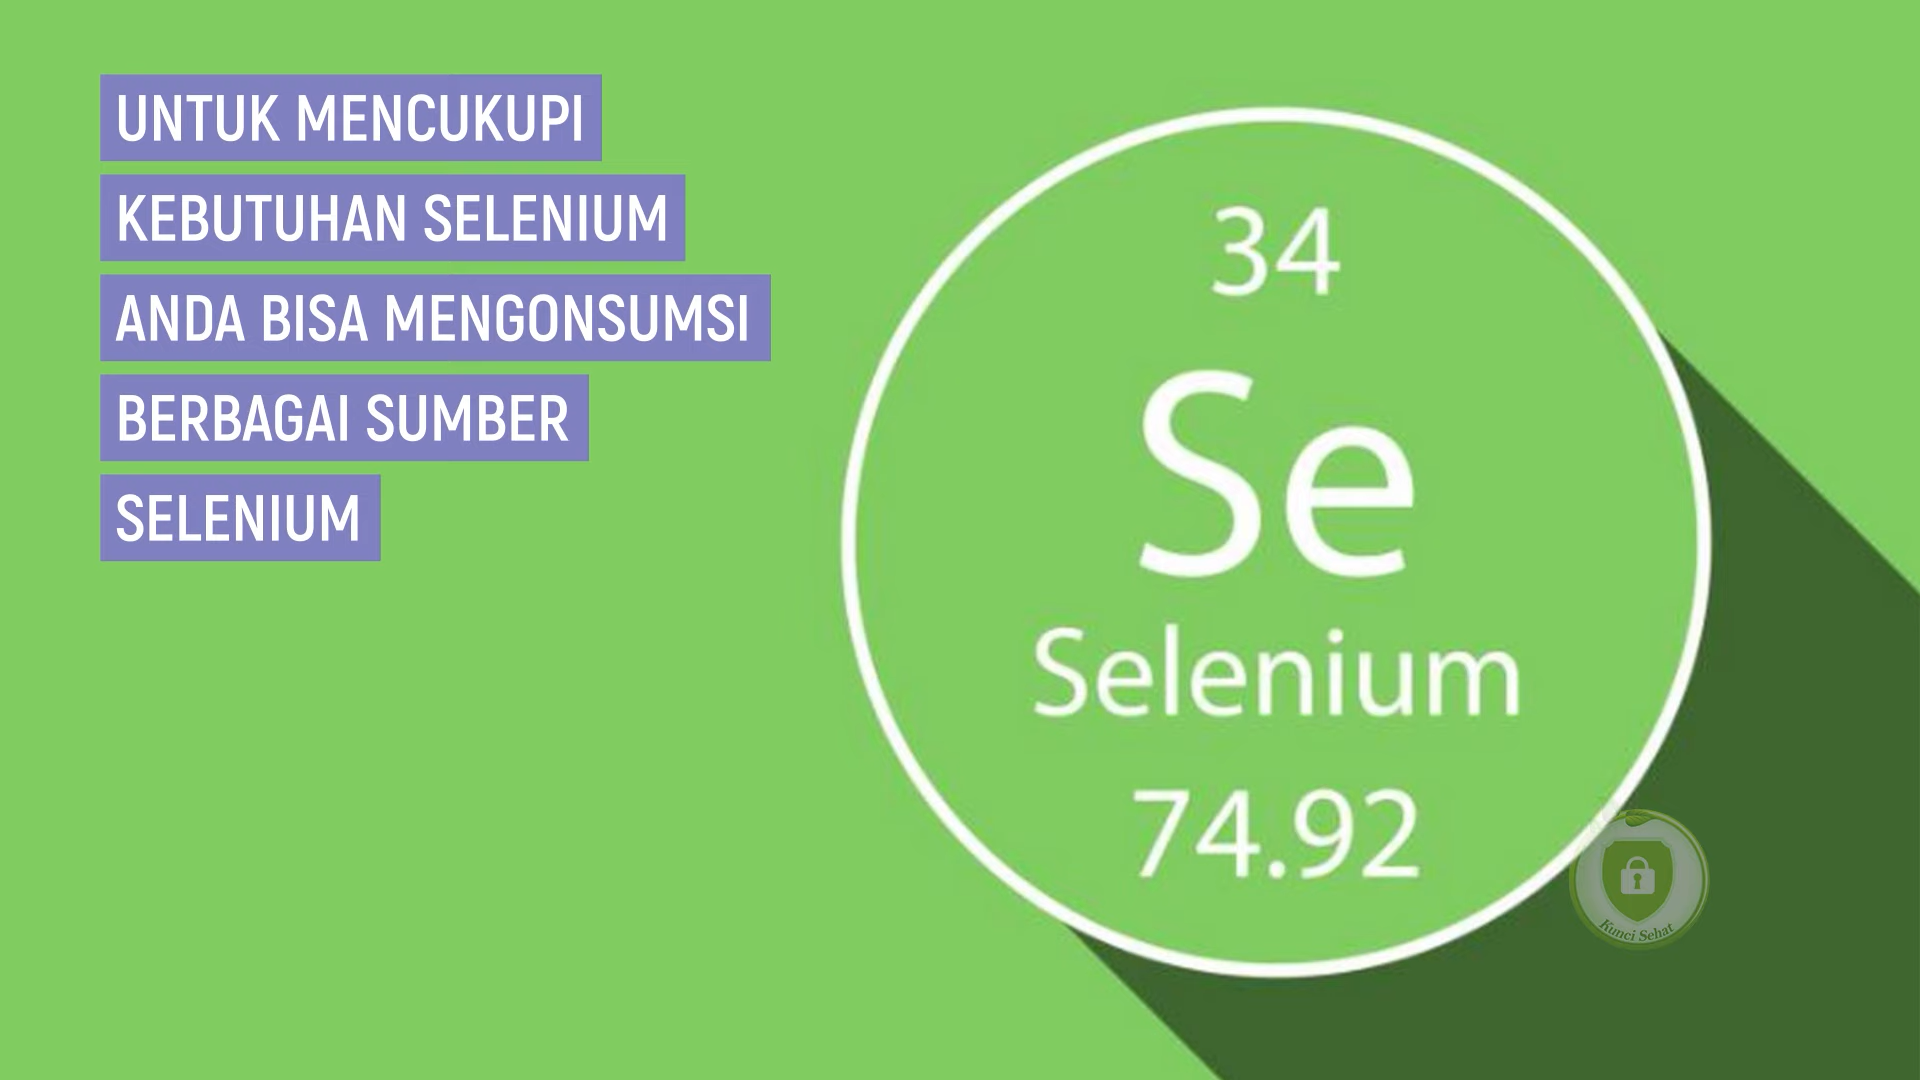 UNTUK MENCUKUPI
KEBUTUHAN SELENIUM
ANDA BISA MENGONSUMSI
BERBAGAI SUMBER
SELENIUM
34
Se
Selenium
74.92
Kunci Sehat